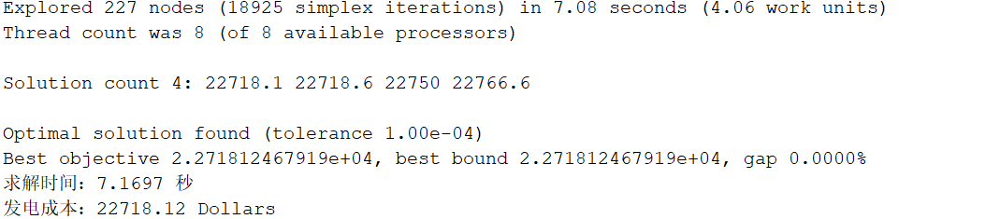 Explored 227 nodes (18925 simplex iterations) in 7.08 seconds (4.06 work units)
Thread count was 8 (of 8 available processors)
Solution count 4: 22718.1 22718.6 22750 22766.6
Optimal solution found (tolerance 1.00e-04)
Best objective 2.271812467919e+04, best bound 2.271812467919e+04, gap 0.0000%
求解时间：7.1697 秒
发电成本：22718.12 Dollars